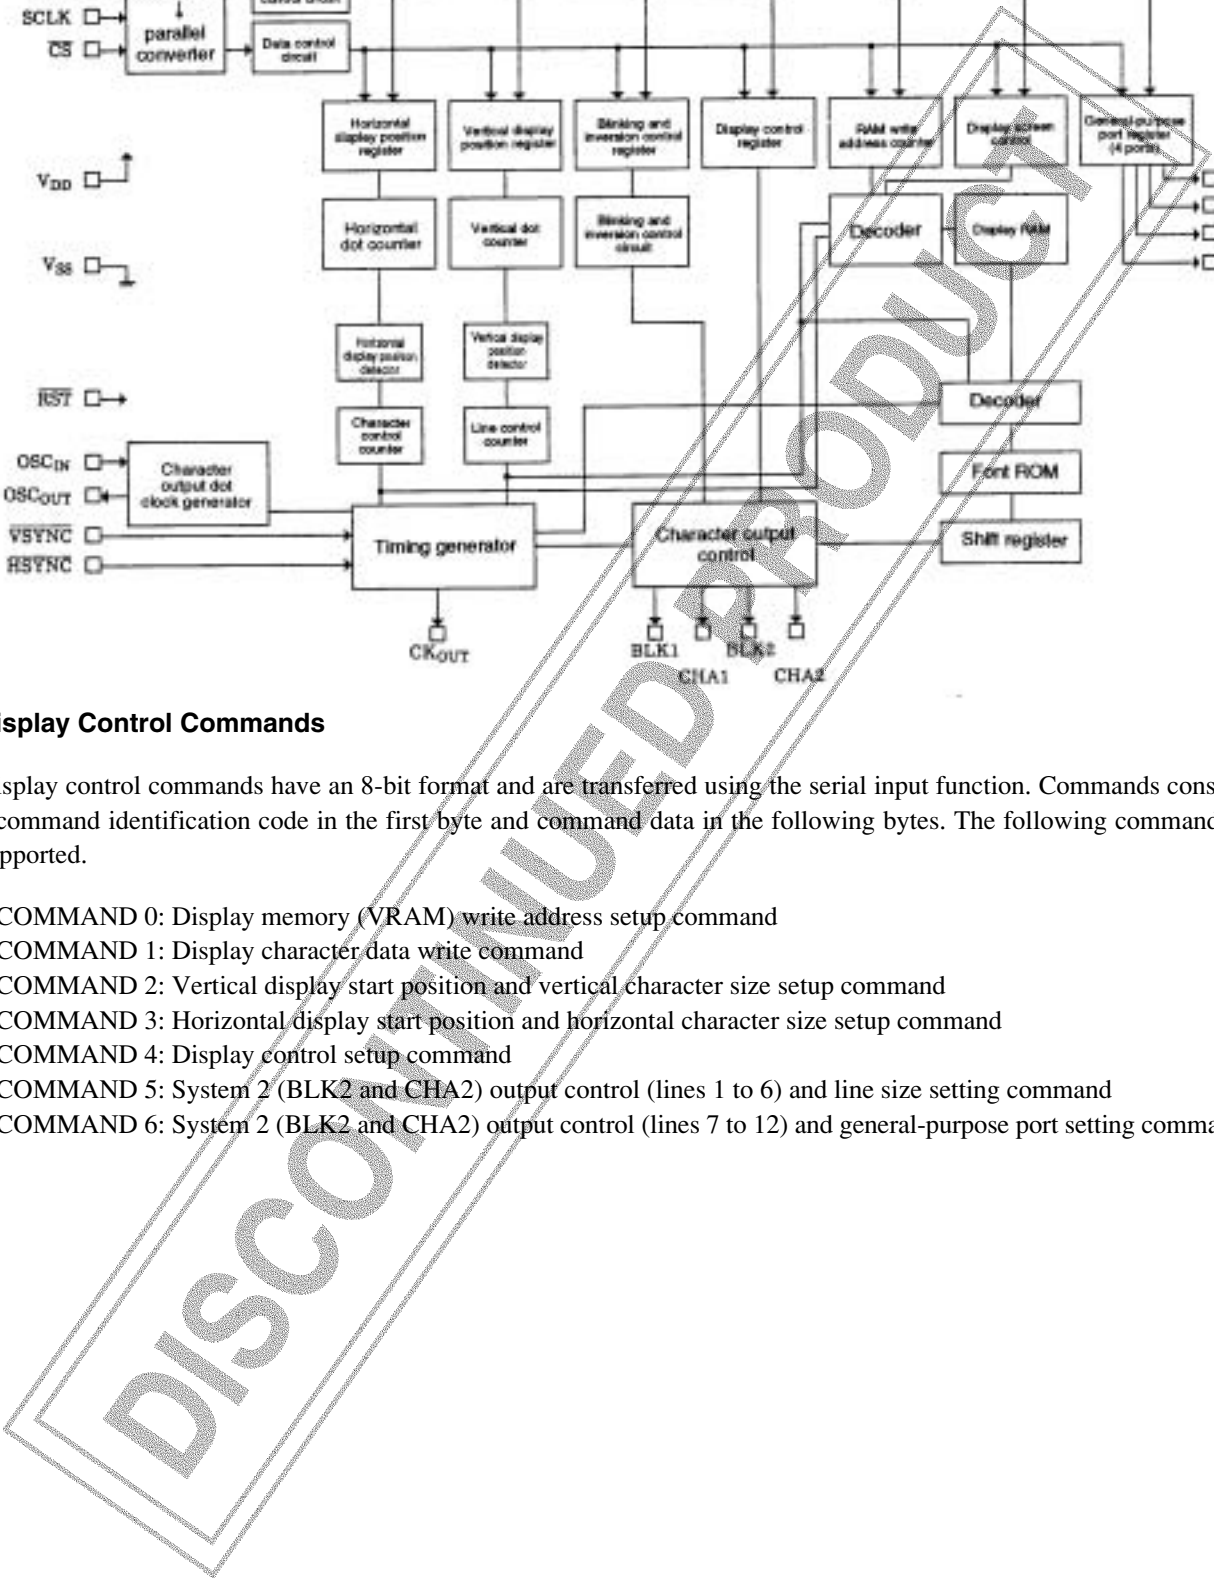 SCLK
CS
parallel
converter
Data control
circuit
Horizontal
display position
register
Vertical display
position register
Blinking and
inversion control
register
Display control
register
RAM write
address counter
Display screen
control
General-purpose
port register
(4 ports)
VDD
Horizontal
dot counter
Vertical dot
counter
Blinking and
inversion control
circuit
Decoder
Display RAM
VSS
Horizontal
display position
detector
Vertical display
position
detector
RST
Character
control
counter
Line control
counter
Decoder
OSCIN
OSCOUT
Character
output dot
clock generator
Font ROM
VSYNC
HSYNC
Timing generator
Character output
control
Shift register
CKOUT
BLK1
CHA1
BLK2
CHA2
isplay Control Commands
isplay control commands have an 8-bit format and are transferred using the serial input function. Commands cons
command identification code in the first byte and command data in the following bytes. The following command
pported.
COMMAND 0: Display memory (VRAM) write address setup command
COMMAND 1: Display character data write command
COMMAND 2: Vertical display start position and vertical character size setup command
COMMAND 3: Horizontal display start position and horizontal character size setup command
COMMAND 4: Display control setup command
COMMAND 5: System 2 (BLK2 and CHA2) output control (lines 1 to 6) and line size setting command
COMMAND 6: System 2 (BLK2 and CHA2) output control (lines 7 to 12) and general-purpose port setting comma
DISCONTINUED PRODUCT